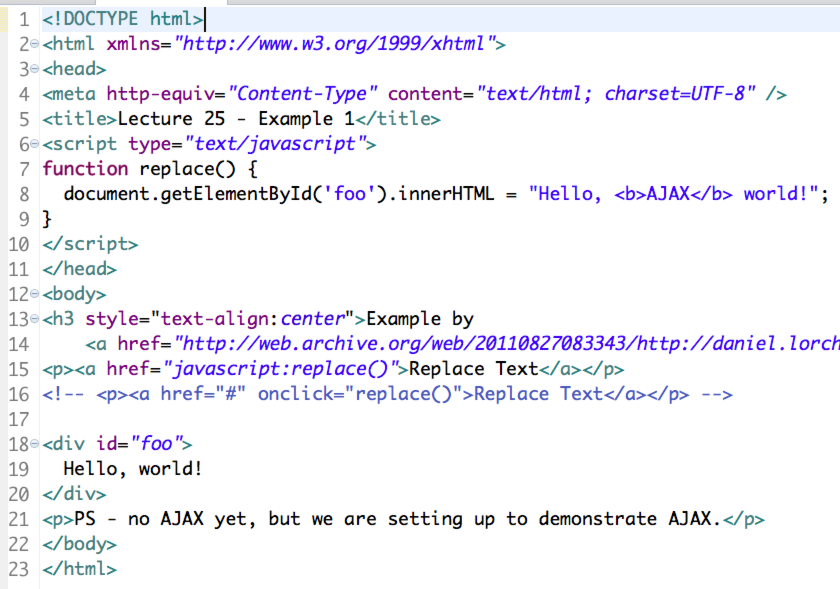 1 <!DOCTYPE html>
2 <html xmlns="http://www.w3.org/1999/xhtml">
3 <head>
4 <meta http-equiv="Content-Type" content="text/html; charset=UTF-8" />
5 <title>Lecture 25 - Example 1</title>
6 <script type="text/javascript">
7 function replace() {
8   document.getElementById('foo').innerHTML = "Hello, <b>AJAX</b> world!";
9 }
10 </script>
11 </head>
12 <body>
13 <h3 style="text-align:center">Example by
14     <a href="http://web.archive.org/web/20110827083343/http://daniel.lorch
15 <p><a href="javascript:replace()">Replace Text</a></p>
16 <!-- <p><a href="#" onclick="replace()">Replace Text</a></p> -->
17
18 <div id="foo">
19   Hello, world!
20 </div>
21 <p>PS - no AJAX yet, but we are setting up to demonstrate AJAX.</p>
22 </body>
23 </html>